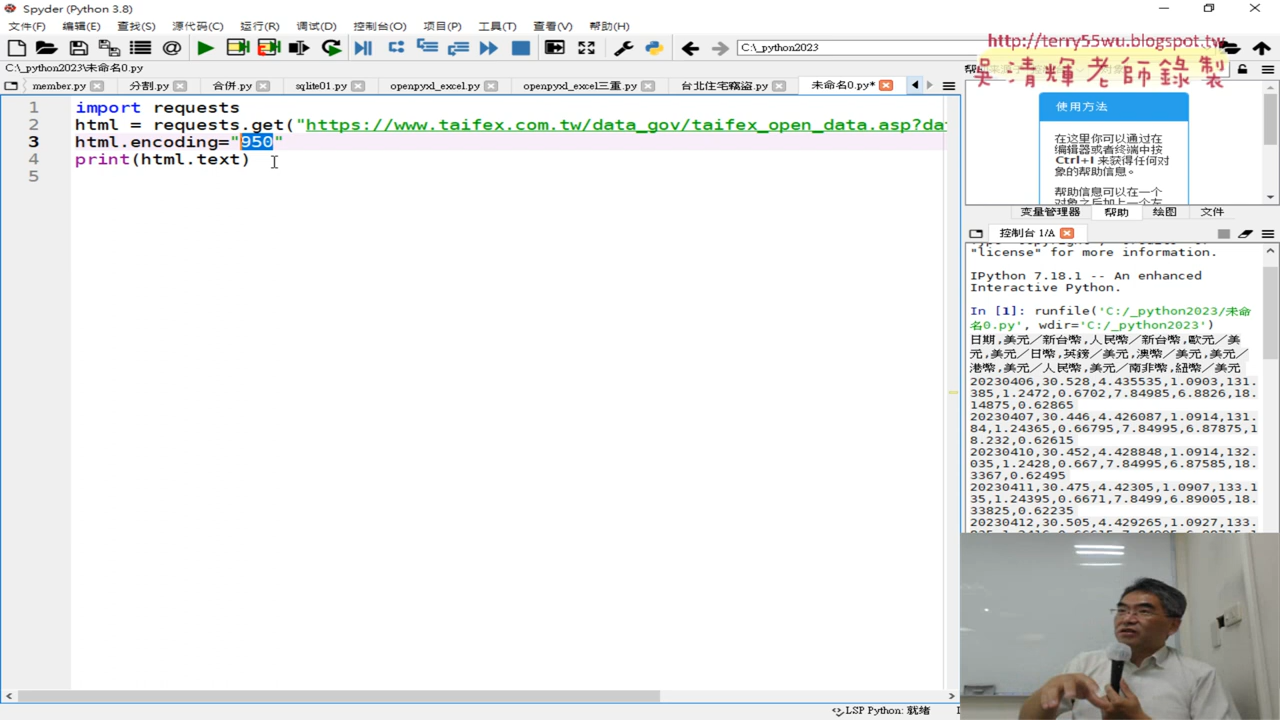 Spyder (Python 3.8)
文件(F) 编辑(E) 查找(S) 源代码(C) 运行(R) 调试(D) 控制台(O) 项目(P) 工具(T) 查看(V) 帮助(H)
C:\_python2023
http://terry55wu.blogspot.tw
吳清輝老師錄製
C:\_python2023\未命名0.py
member.py 分割.py 合併.py sqlite01.py openpyxd_excel.py openpyxd_excel三重.py 台北住宅竊盜.py 未命名0.py*
1 import requests
2 html = requests.get("https://www.taifex.com.tw/data_gov/taifex_open_data.asp?da
3 html.encoding="950"
4 print(html.text)
5
使用方法
在这里你可以通过在
编辑器或者终端中按
Ctrl+I 来获得任何对
象的帮助信息。
帮助信息可以在一个
变量管理器 帮助 绘图 文件
控制台 1/A
"license" for more information.
IPython 7.18.1 -- An enhanced
Interactive Python.
In [1]: runfile('C:/_python2023/未命
名0.py', wdir='C:/_python2023')
日期,美元／新台幣,人民幣／新台幣,歐元／美
元,美元／日幣,英鎊／美元,澳幣／美元,美元／
港幣,美元／人民幣,美元／南非幣,紐幣／美元
20230406,30.528,4.435535,1.0903,131.
385,1.2472,0.6702,7.84985,6.8826,18.
14875,0.62865
20230407,30.446,4.426087,1.0914,131.
84,1.24365,0.66795,7.84995,6.87875,1
8.232,0.62615
20230410,30.452,4.428848,1.0914,132.
035,1.2428,0.667,7.84995,6.87585,18.
3367,0.62495
20230411,30.475,4.42305,1.0907,133.1
135,1.24395,0.6671,7.8499,6.89005,18.
33825,0.62235
20230412,30.505,4.429265,1.0927,133.
LSP Python: 就绪